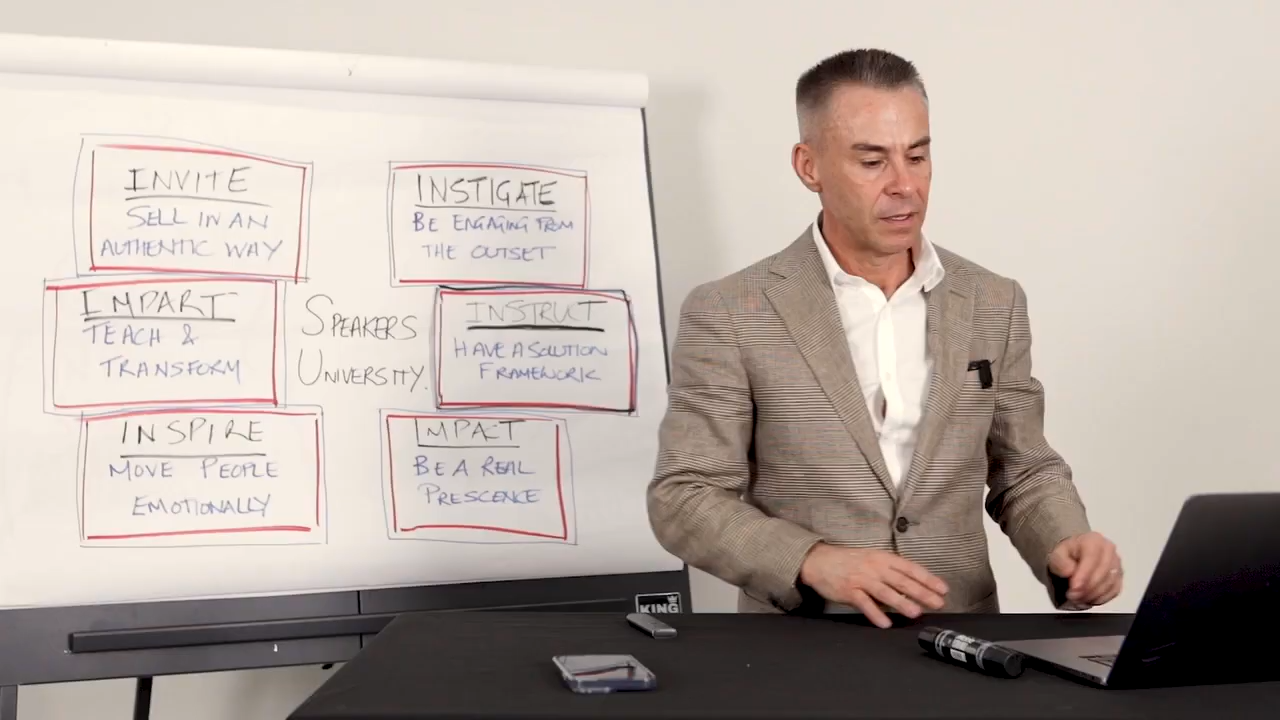 INVITE
SELL IN AN
AUTHENTIC WAY
INSTIGATE
BE ENGAGING FROM
THE OUTSET
IMPART
TEACH &
TRANSFORM
SPEAKERS
UNIVERSITY.
INSTRUCT
HAVE A SOLUTION
FRAMEWORK
INSPIRE
MOVE PEOPLE
EMOTIONALLY
IMPACT
BE A REAL
PRESCENCE
KING